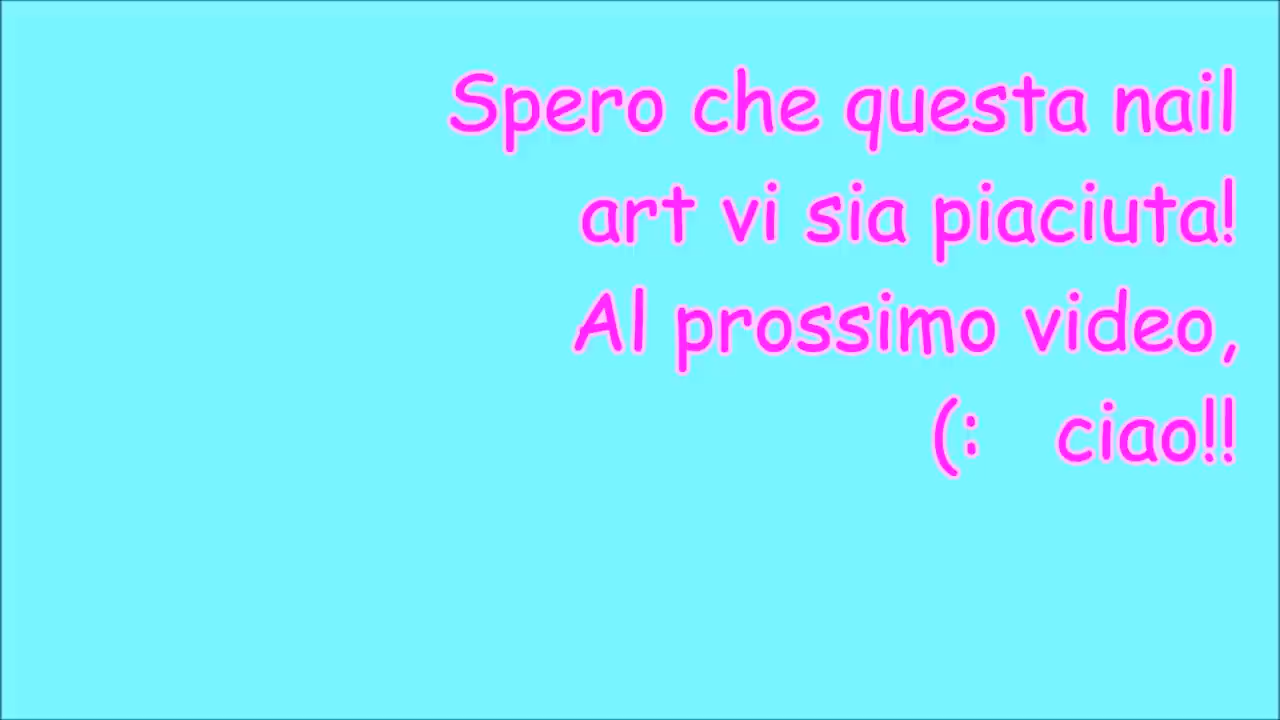 Spero che questa nail
art vi sia piaciuta!
Al prossimo video,
(: ciao!!